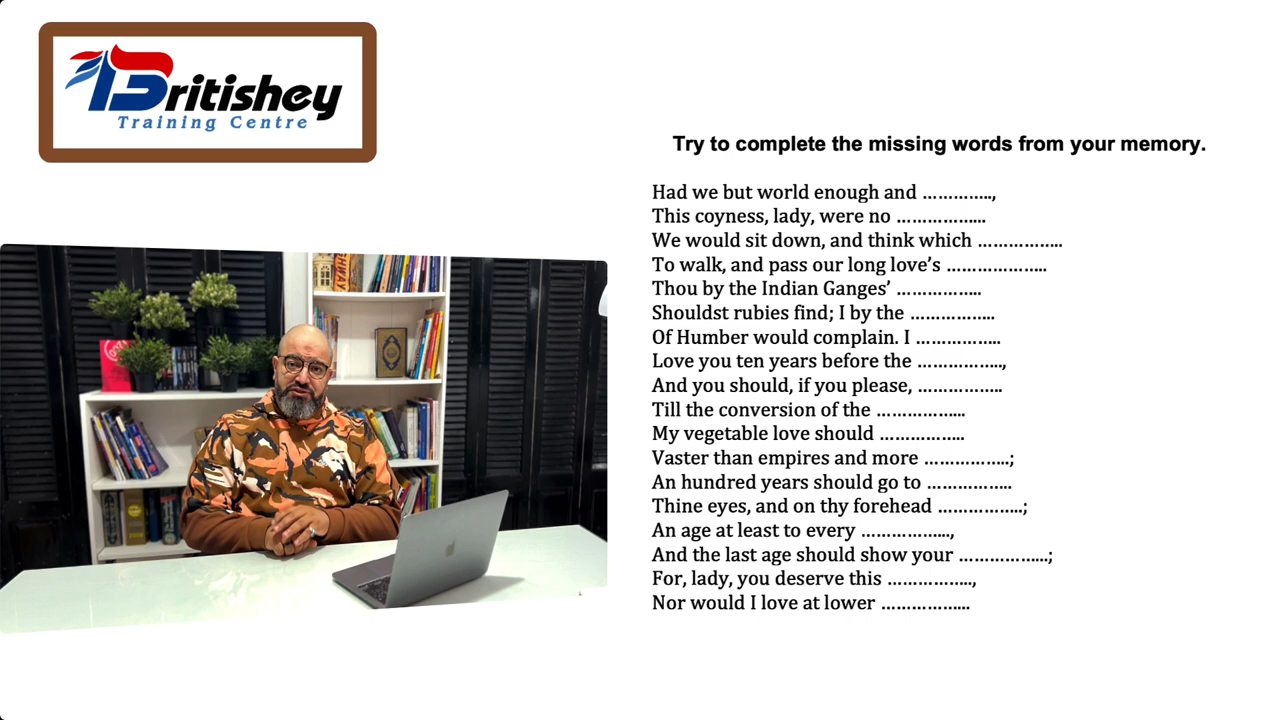 Britishey
Training Centre
Try to complete the missing words from your memory.
Had we but world enough and …………..,
This coyness, lady, were no ……………...
We would sit down, and think which ……………..
To walk, and pass our long love’s ………………..
Thou by the Indian Ganges’ ……………..
Shouldst rubies find; I by the ……………..
Of Humber would complain. I ……………..
Love you ten years before the ……………..,
And you should, if you please, ……………..
Till the conversion of the ……………...
My vegetable love should ……………..
Vaster than empires and more ……………..;
An hundred years should go to ……………..
Thine eyes, and on thy forehead ……………..;
An age at least to every ……………...,
And the last age should show your ……………...;
For, lady, you deserve this ……………..,
Nor would I love at lower ……………...